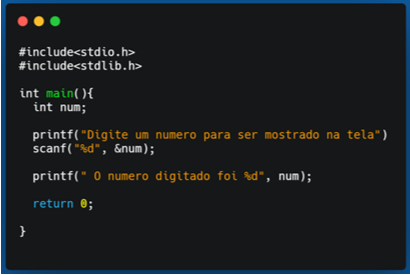 #include<stdio.h>
#include<stdlib.h>
int main(){
int num;
printf("Digite um numero para ser mostrado na tela")
scanf("%d", &num);
printf(" O numero digitado foi %d", num);
return 0;
}